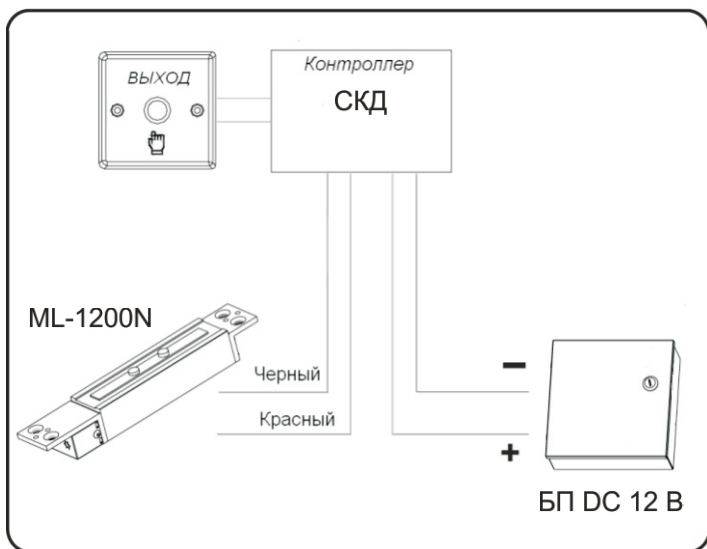 Контроллер
СКД
ВЫХОД
ML-1200N
Черный
Красный
−
+
БП DC 12 В